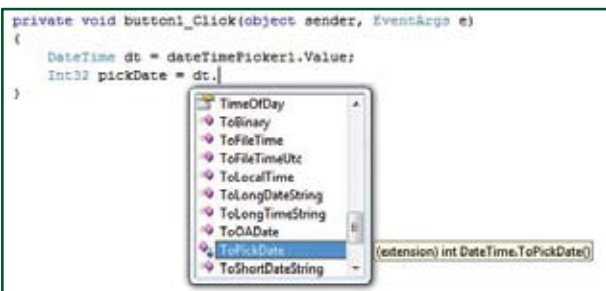 private void button1_Click(object sender, EventArgs e)
{
DateTime dt = dateTimePicker1.Value;
Int32 pickDate = dt.
}
TimeOfDay
ToBinary
ToFileTime
ToFileTimeUtc
ToLocalTime
ToLongDateString
ToLongTimeString
ToOADate
ToPickDate
(extension) int DateTime.ToPickDate()
ToShortDateString